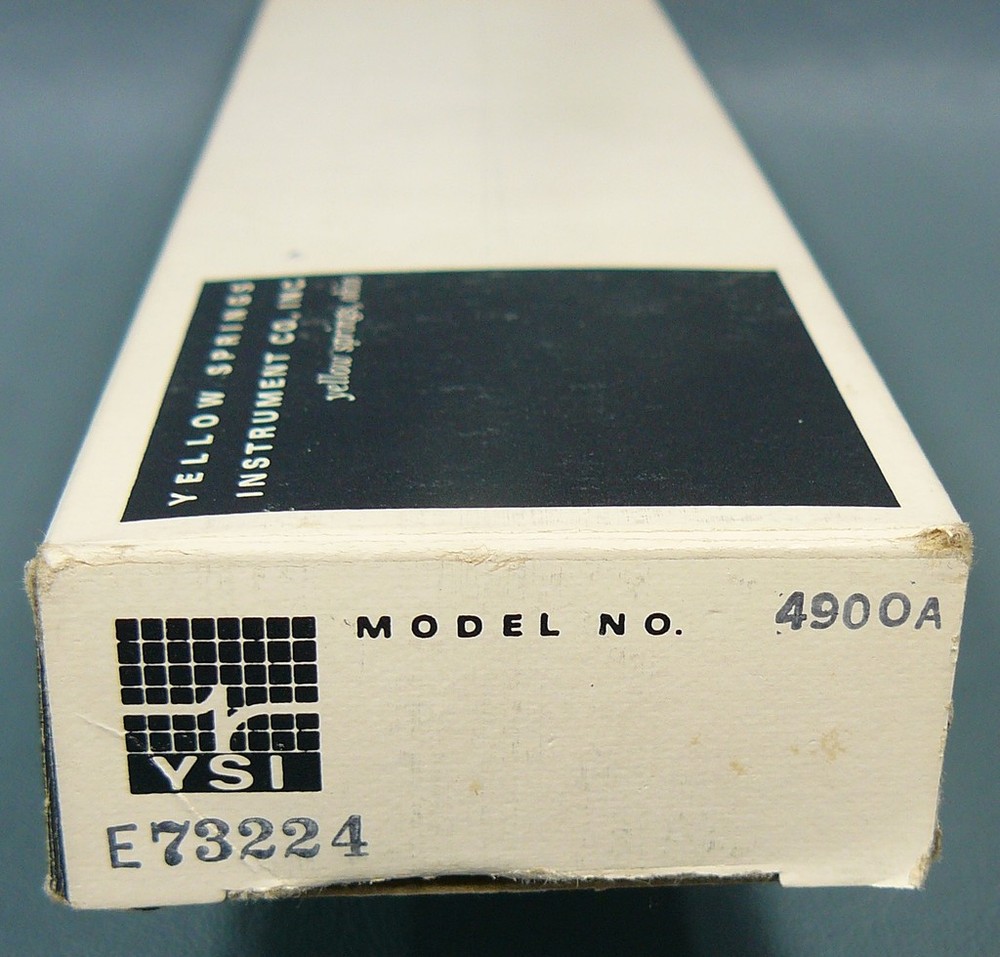 YELLOW SPRINGS
INSTRUMENT CO. INC
yellow springs, ohio
MODEL NO. 4900A
YSI
E73224